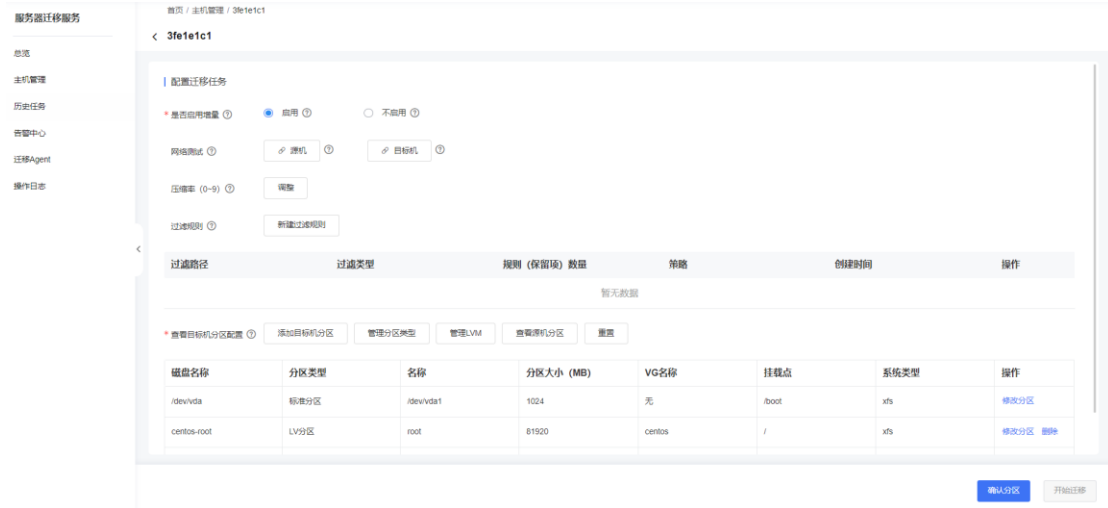 服务器迁移服务
总览
主机管理
历史任务
告警中心
迁移Agent
操作日志
首页 / 主机管理 / 3fe1e1c1
3fe1e1c1
配置迁移任务
* 是否启用增量 启用 不启用
网络测试 源机 目标机
压缩率 (0~9) 调整
过滤规则 新建过滤规则
过滤路径 过滤类型 规则 (保留项) 数量 策略 创建时间 操作
暂无数据
* 查看目标机分区配置 添加目标机分区 管理分区类型 管理LVM 查看源机分区 重置
磁盘名称 分区类型 名称 分区大小 (MB) VG名称 挂载点 系统类型 操作
/dev/vda 标准分区 /dev/vda1 1024 无 /boot xfs 修改分区
centos-root LV分区 root 81920 centos / xfs 修改分区 删除
确认分区 开始迁移